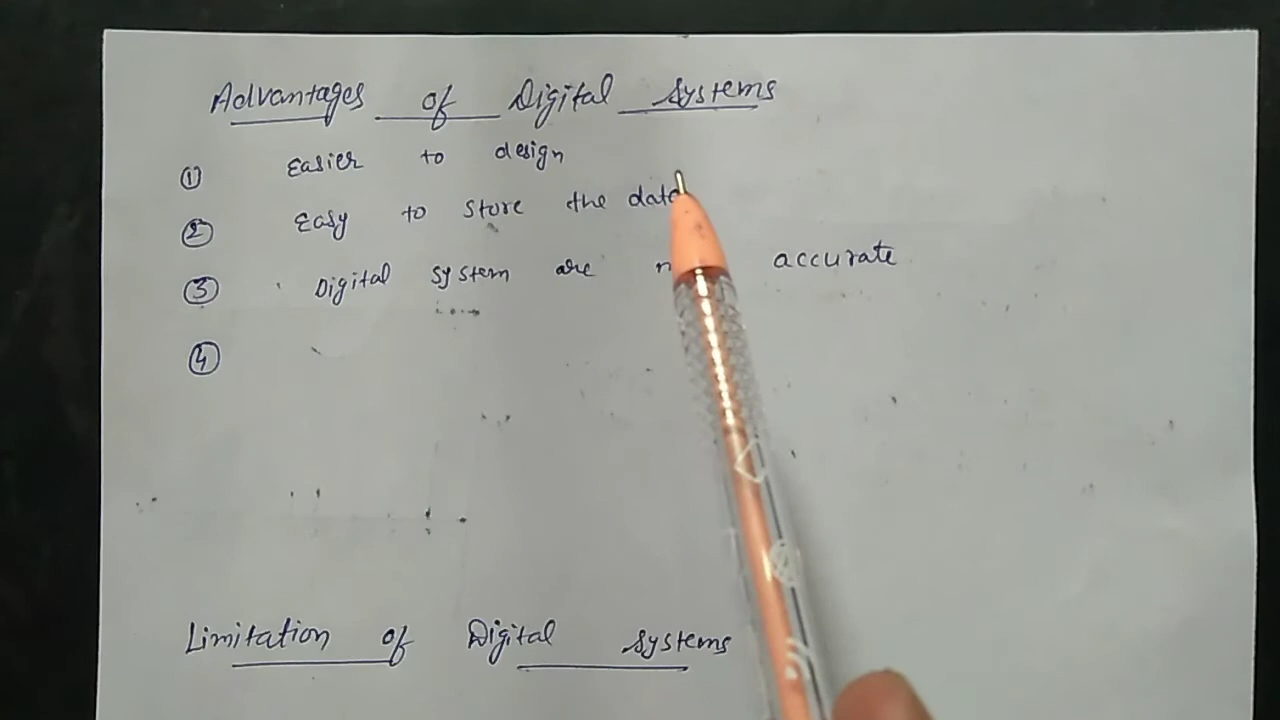 Advantages of Digital Systems
① Easier to design
② Easy to store the data
③ Digital system are accurate
④
Limitation of Digital Systems